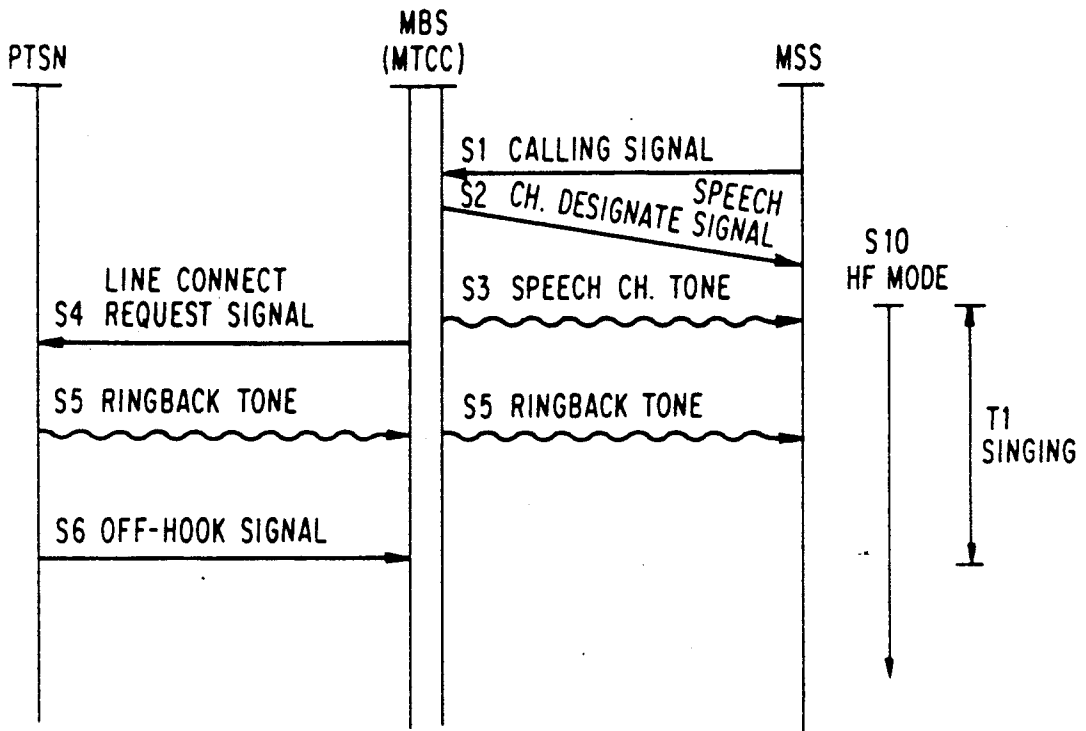 PTSN
MBS
(MTCC)
MSS
S1 CALLING SIGNAL
S2 CH. DESIGNATE SPEECH SIGNAL
S10
HF MODE
LINE CONNECT
S4 REQUEST SIGNAL
S3 SPEECH CH. TONE
S5 RINGBACK TONE
S5 RINGBACK TONE
T1
SINGING
S6 OFF-HOOK SIGNAL